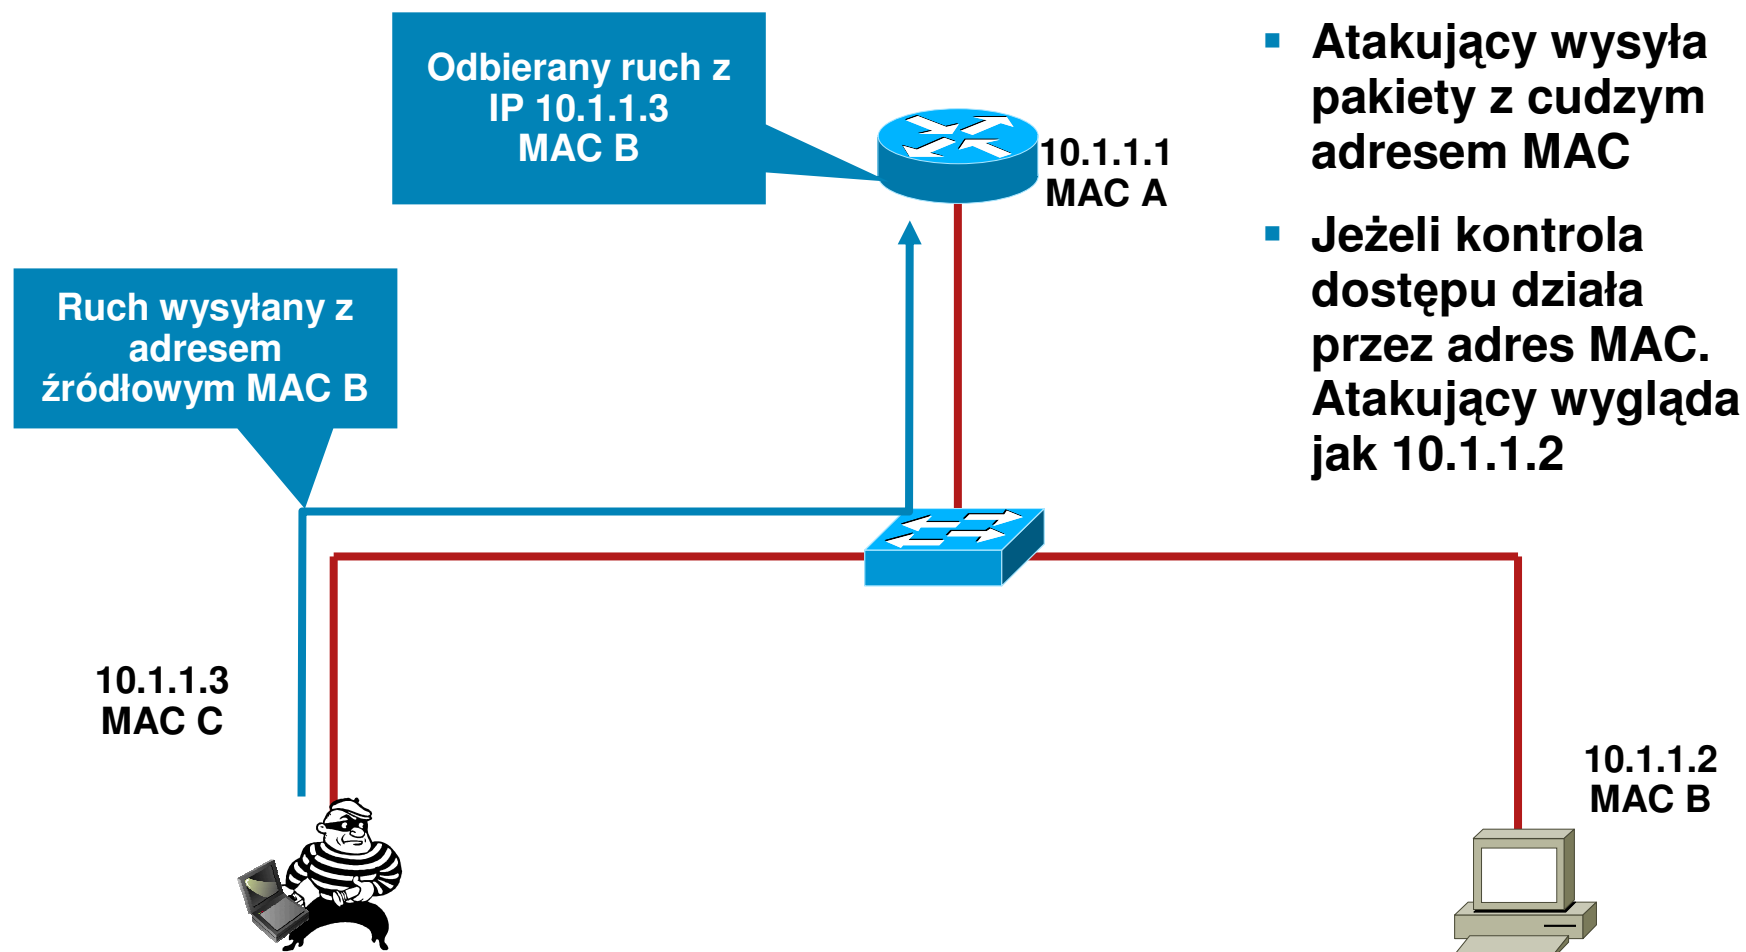 Odbierany ruch z
IP 10.1.1.3
MAC B
10.1.1.1
MAC A
Ruch wysyłany z
adresem
źródłowym MAC B
10.1.1.3
MAC C
10.1.1.2
MAC B
Atakujący wysyła
pakiety z cudzym
adresem MAC
Jeżeli kontrola
dostępu działa
przez adres MAC.
Atakujący wygląda
jak 10.1.1.2